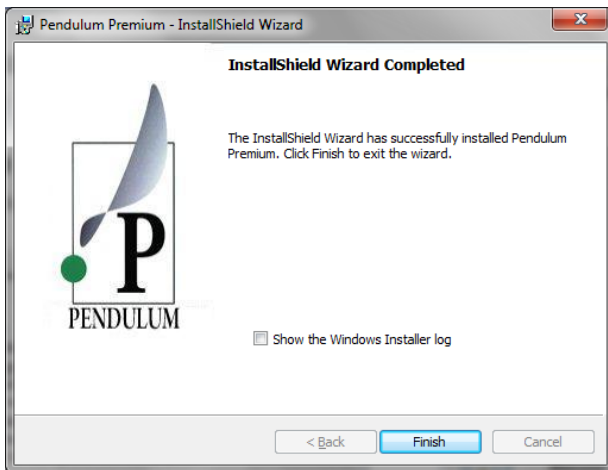 Pendulum Premium - InstallShield Wizard
InstallShield Wizard Completed
The InstallShield Wizard has successfully installed Pendulum
Premium. Click Finish to exit the wizard.
P
PENDULUM
Show the Windows Installer log
< Back
Finish
Cancel